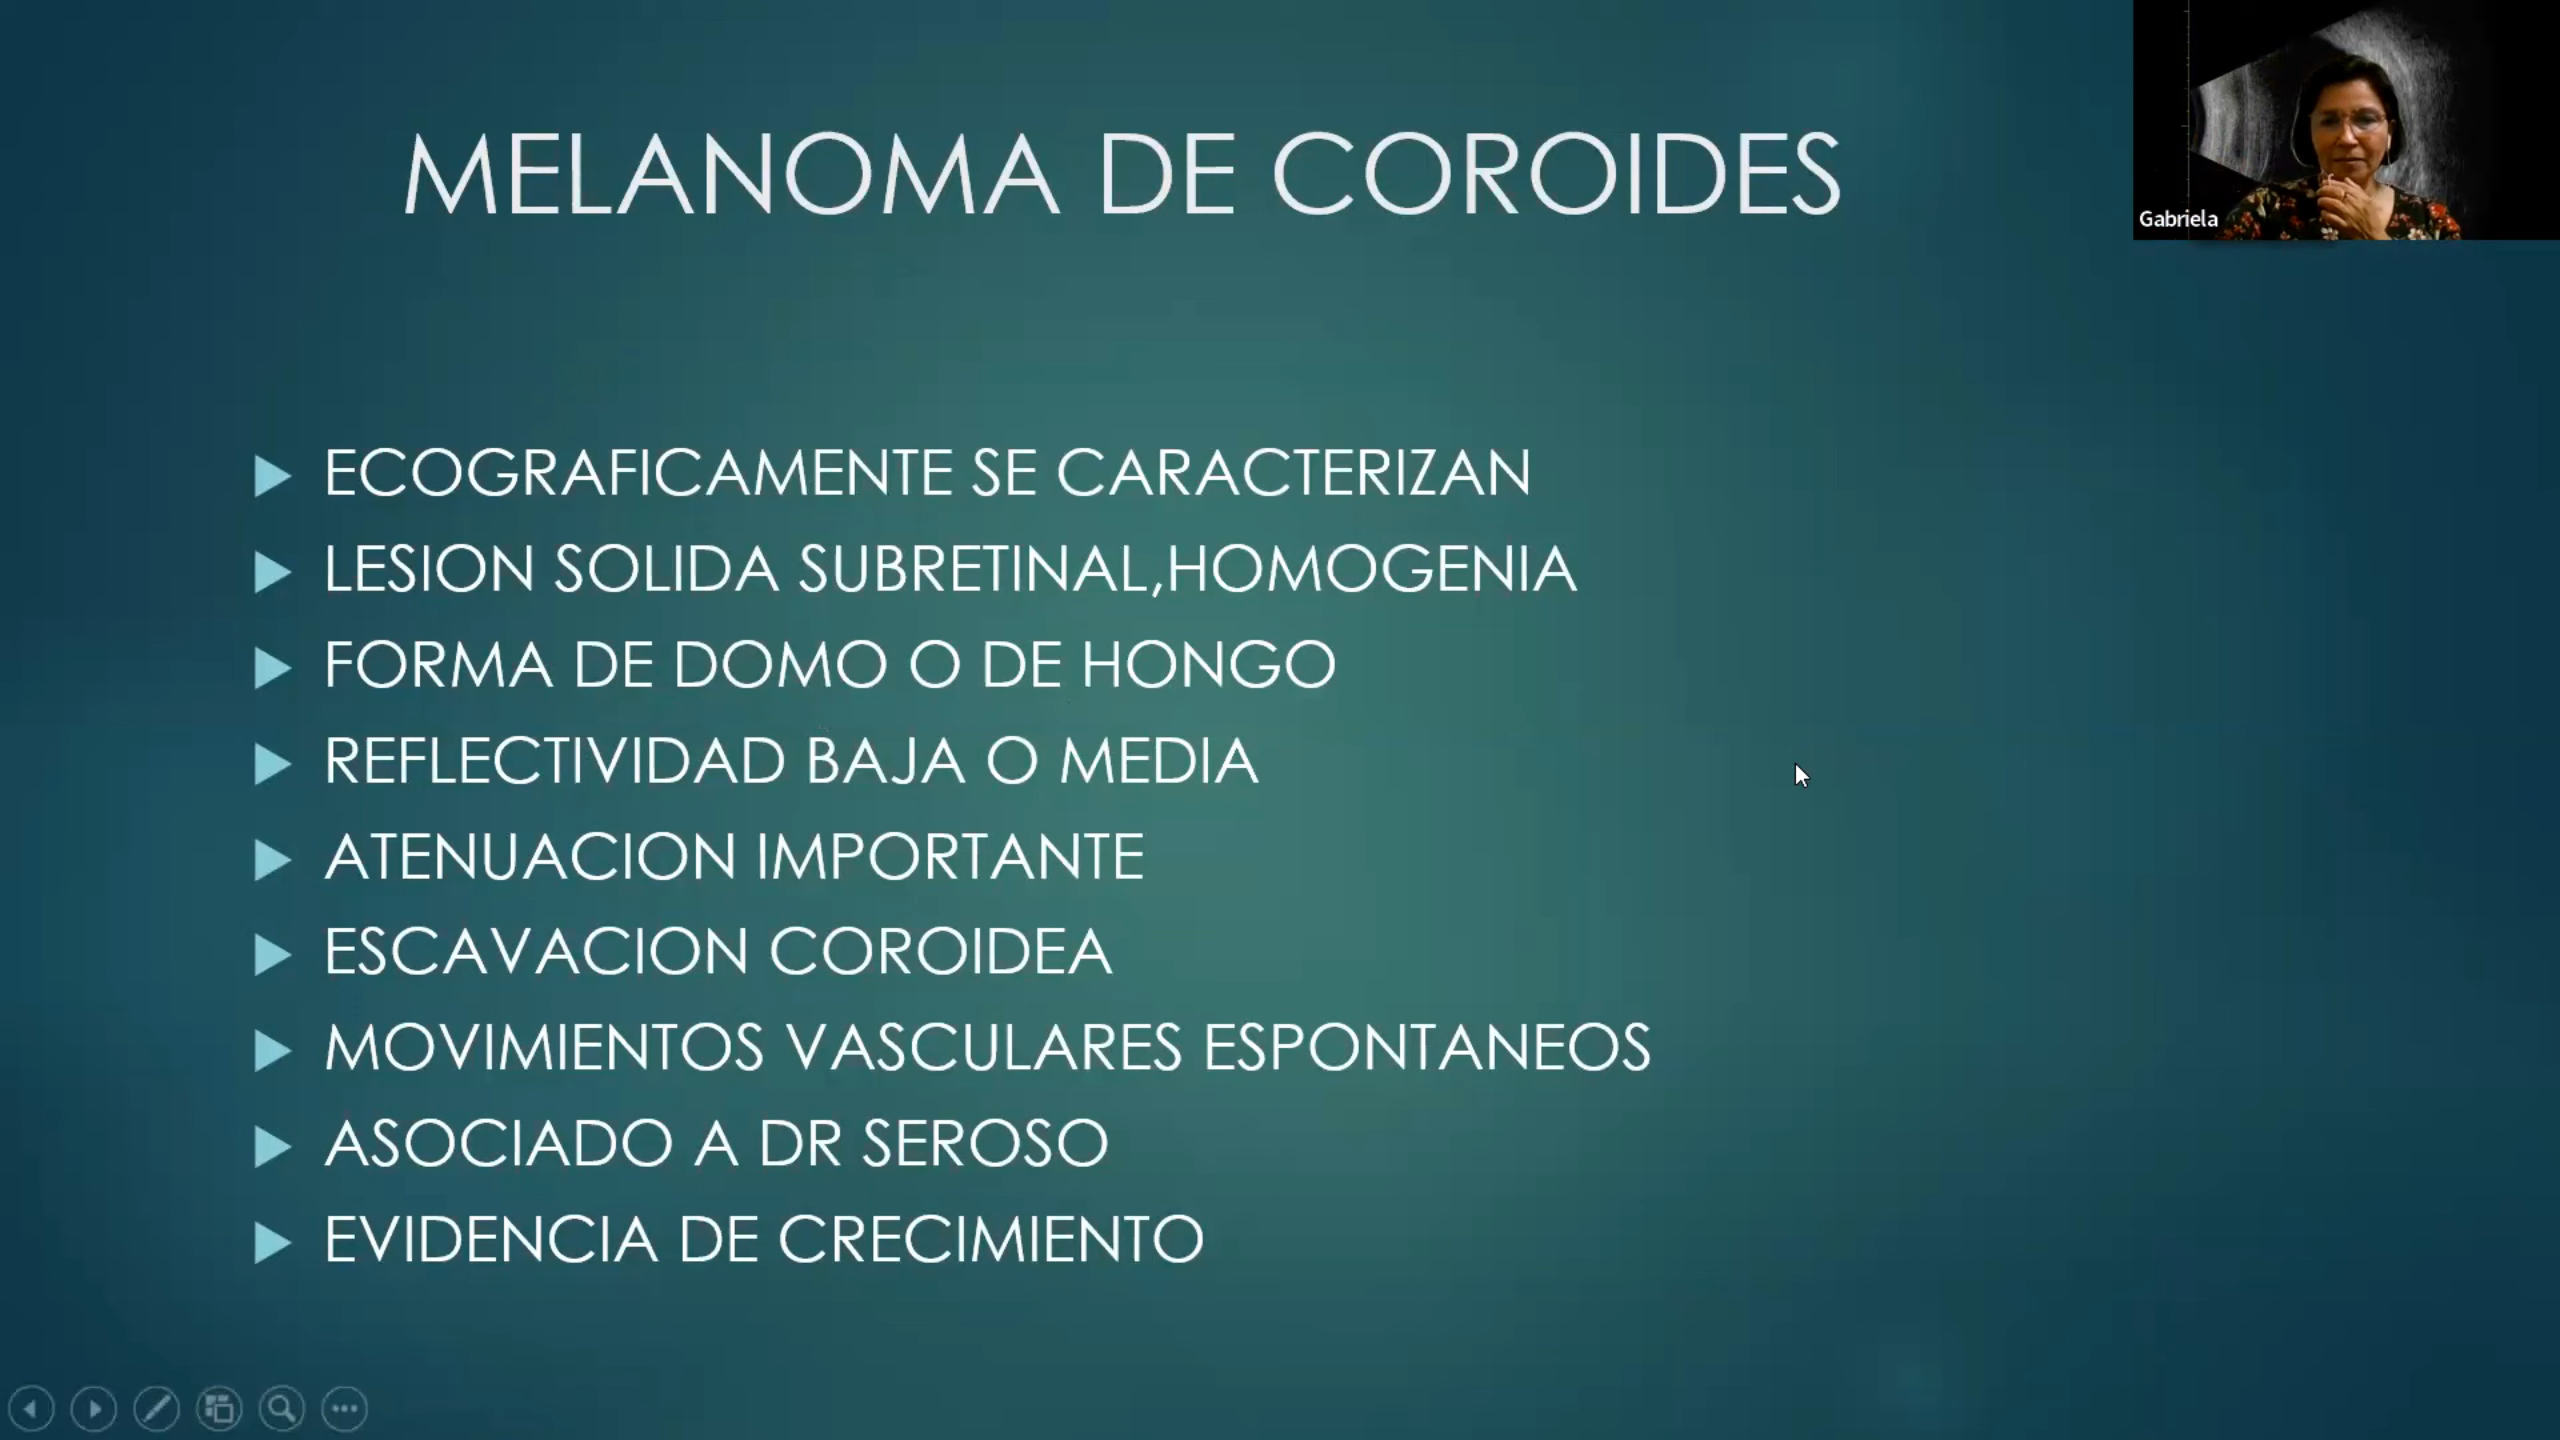 MELANOMA DE COROIDES
Gabriela
ECOGRAFICAMENTE SE CARACTERIZAN
LESION SOLIDA SUBRETINAL,HOMOGENIA
FORMA DE DOMO O DE HONGO
REFLECTIVIDAD BAJA O MEDIA
ATENUACION IMPORTANTE
ESCAVACION COROIDEA
MOVIMIENTOS VASCULARES ESPONTANEOS
ASOCIADO A DR SEROSO
EVIDENCIA DE CRECIMIENTO